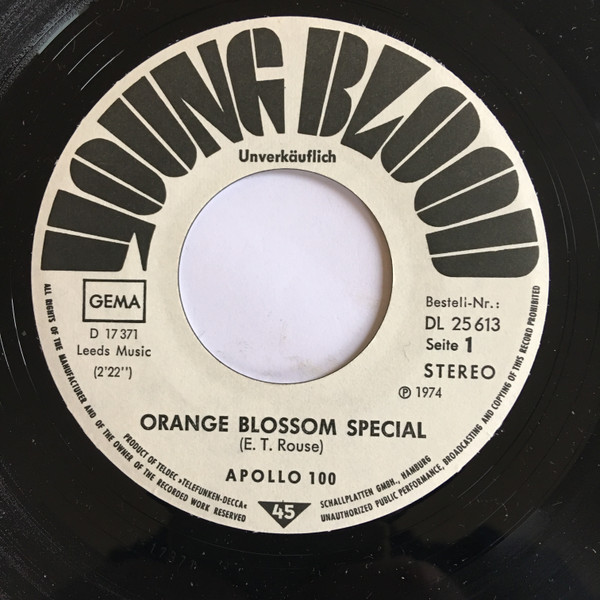 YOUNG BLOOD
Unverkäuflich
GEMA
D 17 371
Leeds Music
(2'22")
Bestell-Nr.:
DL 25 613
Seite 1
STEREO
℗ 1974
ORANGE BLOSSOM SPECIAL
(E. T. Rouse)
APOLLO 100
45
ALL RIGHTS OF THE MANUFACTURER AND OF THE OWNER OF THE RECORDED WORK RESERVED
PRODUCT OF TELDEC »TELEFUNKEN-DECCA«
SCHALLPLATTEN GMBH., HAMBURG
UNAUTHORIZED PUBLIC PERFORMANCE, BROADCASTING AND COPYING OF THIS RECORD PROHIBITED